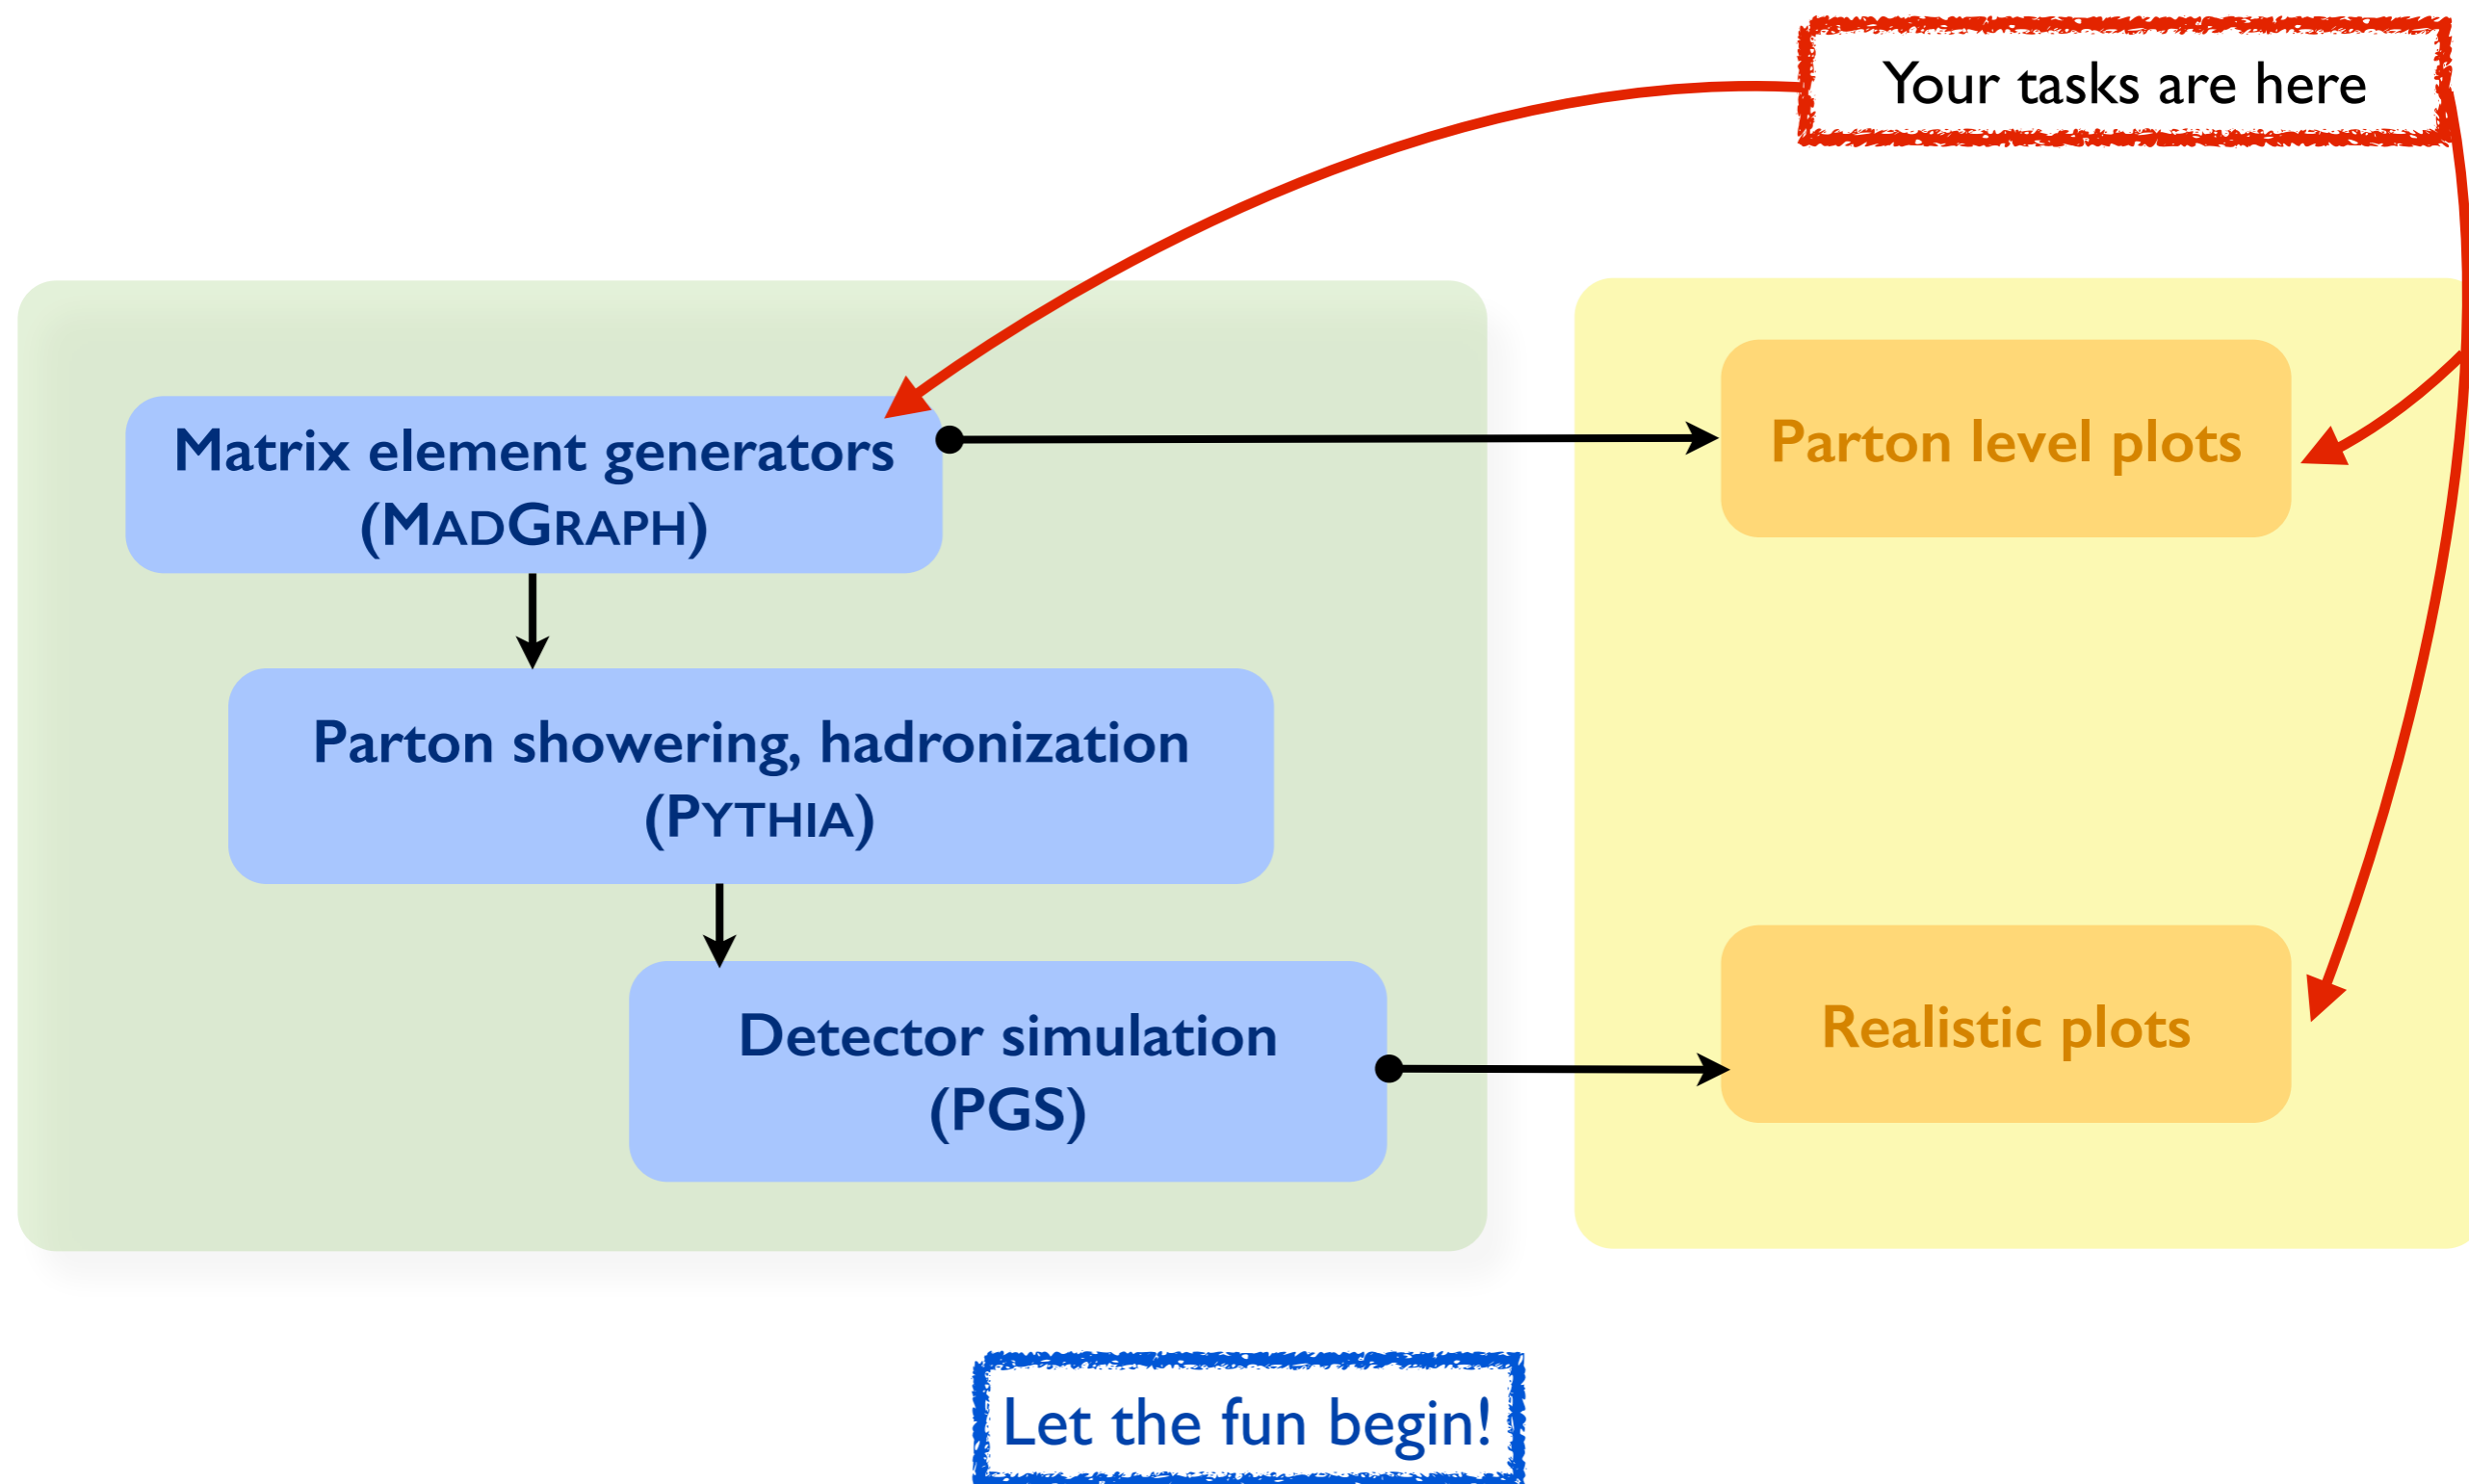 Your tasks are here
Matrix element generators
(MADGRAPH)
Parton level plots
Parton showering, hadronization
(PYTHIA)
Detector simulation
(PGS)
Realistic plots
Let the fun begin!